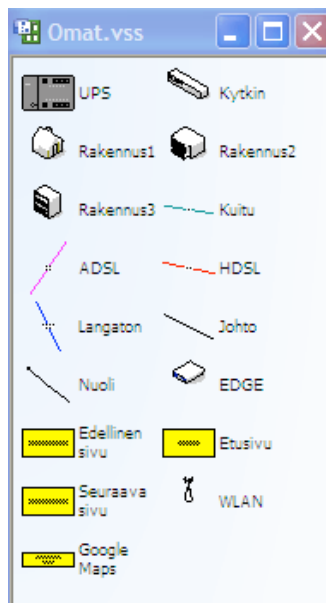 Omat.vss
UPS
Kytkin
Rakennus1
Rakennus2
Rakennus3
Kuitu
ADSL
HDSL
Langaton
Johto
Nuoli
EDGE
Edellinen
sivu
Etusivu
Seuraava
sivu
WLAN
Google
Maps